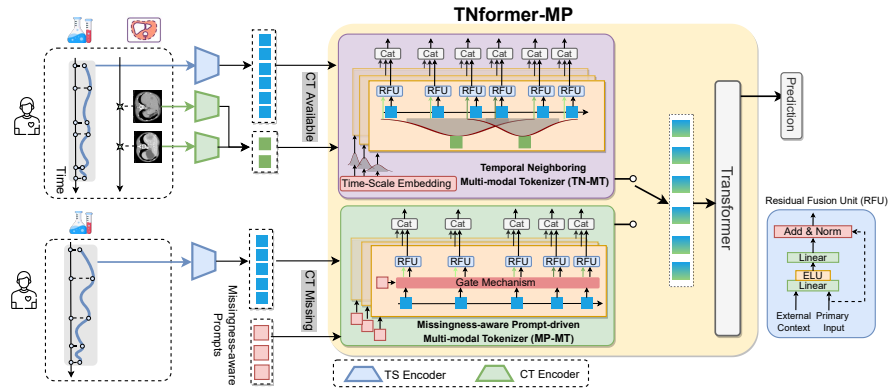 TNformer-MP
Time
CT Available
Cat Cat Cat Cat Cat Cat
RFU RFU RFU RFU RFU RFU
Time-Scale Embedding
Temporal Neighboring
Multi-modal Tokenizer (TN-MT)
Missingness-aware
Prompts
CT Missing
Cat Cat Cat Cat Cat
RFU RFU RFU RFU RFU
Gate Mechanism
Missingness-aware Prompt-driven
Multi-modal Tokenizer (MP-MT)
Transformer
Prediction
Residual Fusion Unit (RFU)
Add & Norm
Linear
ELU
Linear
External Primary
Context Input
TS Encoder CT Encoder